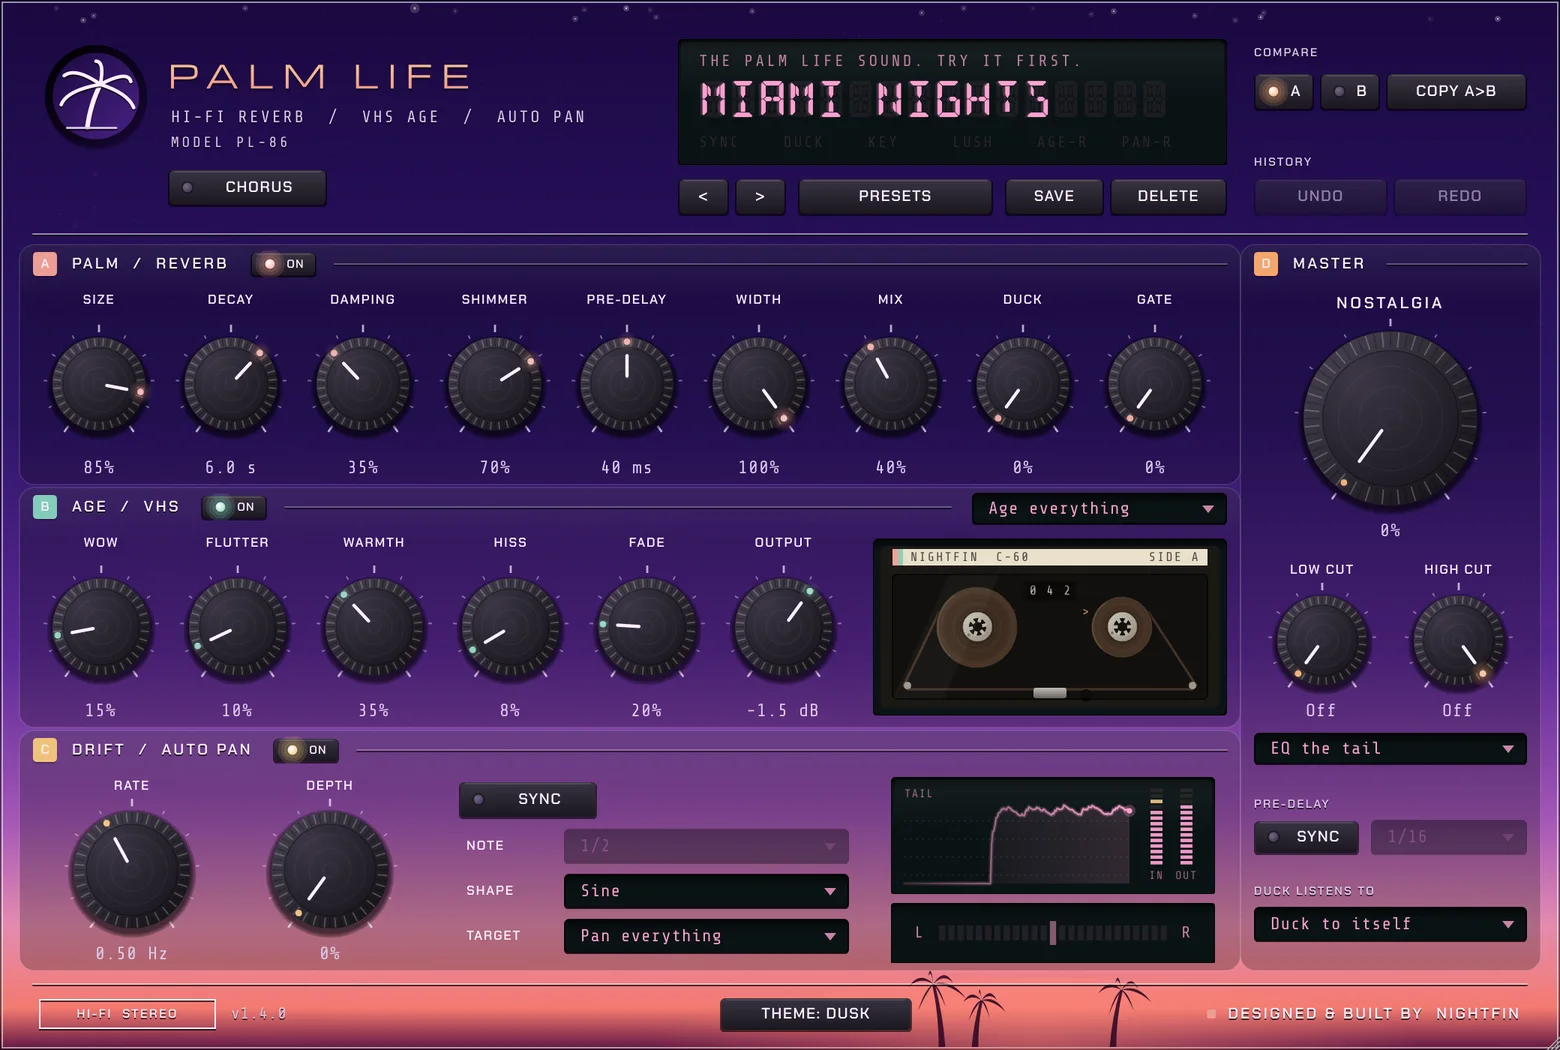 THE PALM LIFE SOUND. TRY IT FIRST.
COMPARE
PALM LIFE
MIAMI NIGHTS
A
B
COPY A>B
HI-FI REVERB / VHS AGE / AUTO PAN
MODEL PL-86
SYNC DUCK KEY LUSH AGE-R PAN-R
HISTORY
CHORUS
<
>
PRESETS
SAVE
DELETE
UNDO
REDO
A PALM / REVERB ON
SIZE DECAY DAMPING SHIMMER PRE-DELAY WIDTH MIX DUCK GATE
85% 6.0 s 35% 70% 40 ms 100% 40% 0% 0%
B AGE / VHS ON
Age everything
WOW FLUTTER WARMTH HISS FADE OUTPUT
15% 10% 35% 8% 20% -1.5 dB
NIGHTFIN C-60 SIDE A
0 4 2
>
C DRIFT / AUTO PAN ON
RATE DEPTH
0.50 Hz 0%
SYNC
NOTE 1/2
SHAPE Sine
TARGET Pan everything
TAIL
IN OUT
L R
D MASTER
NOSTALGIA
0%
LOW CUT HIGH CUT
Off Off
EQ the tail
PRE-DELAY
SYNC 1/16
DUCK LISTENS TO
Duck to itself
HI-FI STEREO v1.4.0
THEME: DUSK
DESIGNED & BUILT BY NIGHTFIN